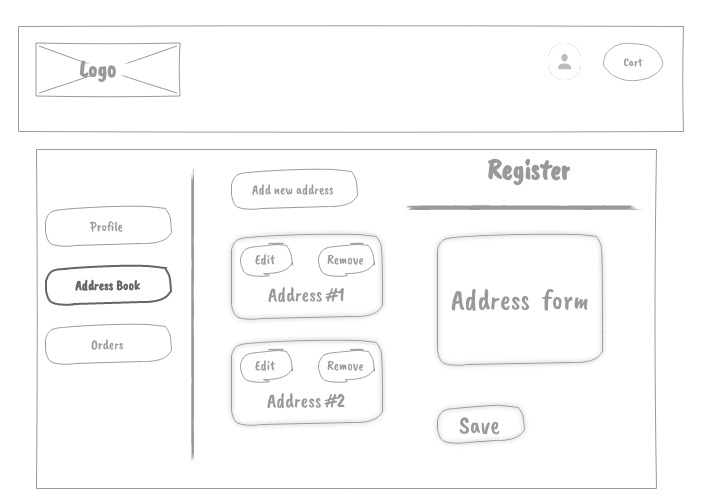 Logo
Cart
Register
Add new address
Profile
Edit
Remove
Address Book
Address #1
Address form
Orders
Edit
Remove
Address #2
Save